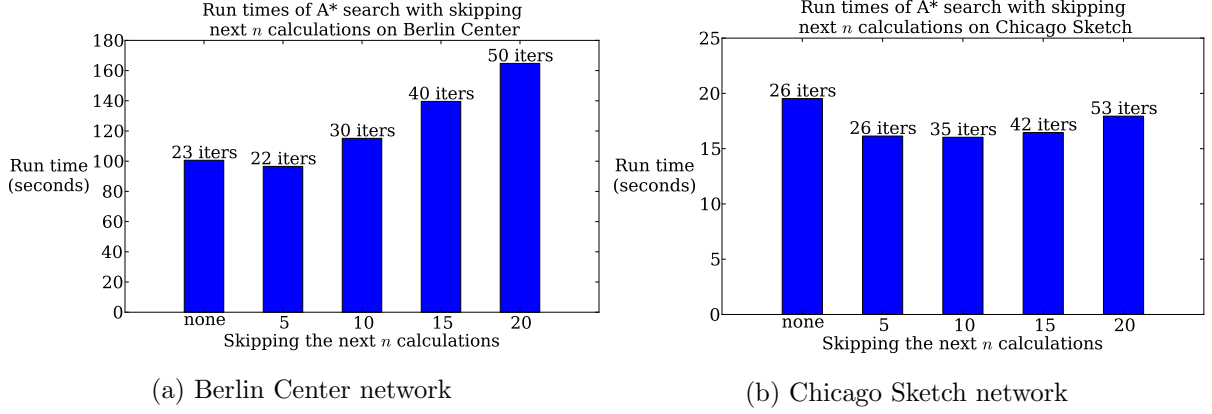 Run times of A* search with skipping
next n calculations on Berlin Center
180
160
140
120
100
80
60
40
20
0
Run time
(seconds)
23 iters
22 iters
30 iters
40 iters
50 iters
none 5 10 15 20
Skipping the next n calculations
(a) Berlin Center network
Run times of A* search with skipping
next n calculations on Chicago Sketch
25
20
15
10
5
0
Run time
(seconds)
26 iters
26 iters
35 iters
42 iters
53 iters
none 5 10 15 20
Skipping the next n calculations
(b) Chicago Sketch network